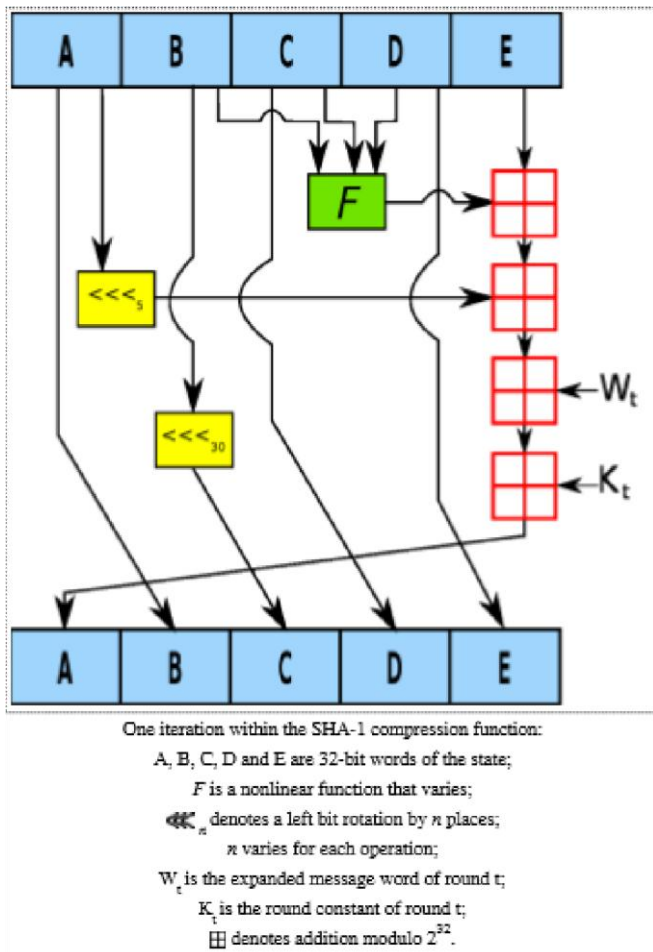 A B C D E
F
<<<5
Wt
<<<30
Kt
A B C D E
One iteration within the SHA-1 compression function:
A, B, C, D and E are 32-bit words of the state;
F is a nonlinear function that varies;
<<<n denotes a left bit rotation by n places;
n varies for each operation;
Wt is the expanded message word of round t;
Kt is the round constant of round t;
⊞ denotes addition modulo 2^32.